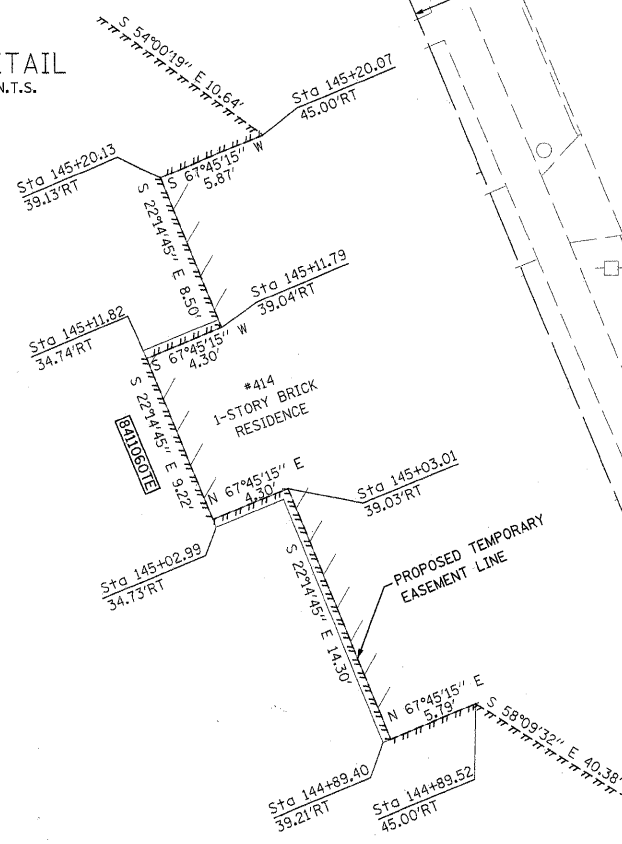 ETAIL
N.T.S.
S 54°00'19" E 10.64'
Sta 145+20.07
45.00'RT
Sta 145+20.13
39.13'RT
S 67°45'15" W
5.87'
S 22°14'45" E 8.50'
Sta 145+11.79
39.04'RT
Sta 145+11.82
34.74'RT
S 67°45'15" W
4.30'
#414
1-STORY BRICK
RESIDENCE
S 22°14'45" E 9.22'
8411060TE
N 67°45'15" E
4.30'
Sta 145+03.01
39.03'RT
Sta 145+02.99
34.73'RT
PROPOSED TEMPORARY
EASEMENT LINE
S 22°14'45" E 14.30'
N 67°45'15" E
5.79'
S 58°09'32" E 40.38'
Sta 144+89.40
39.21'RT
Sta 144+89.52
45.00'RT